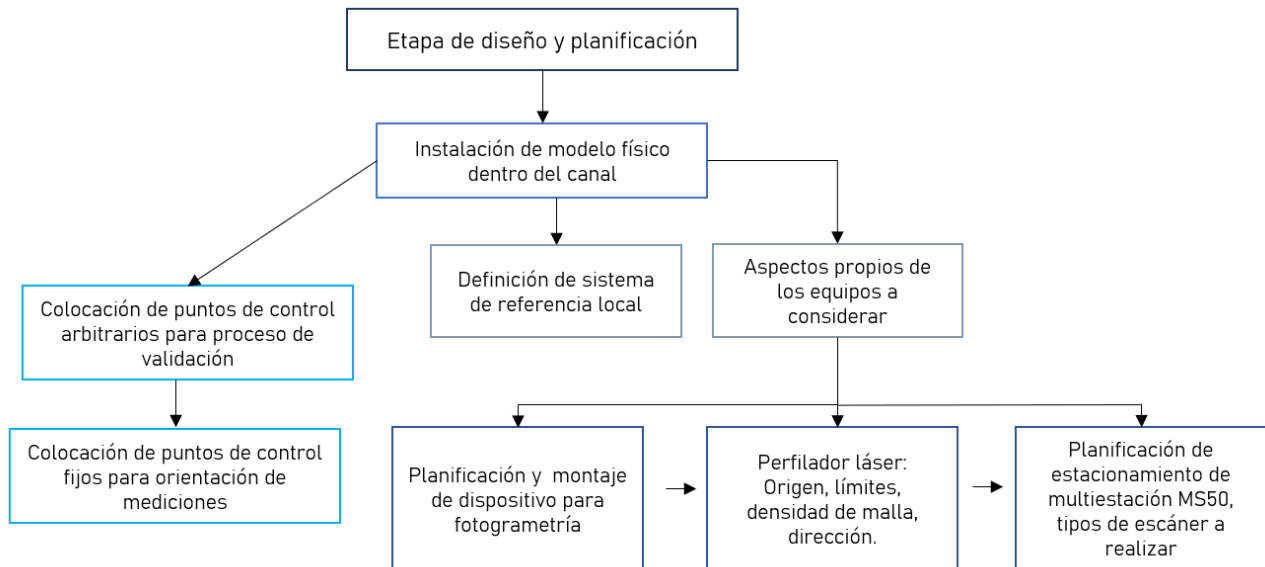 Etapa de diseño y planificación
Instalación de modelo físico
dentro del canal
Definición de sistema
de referencia local
Aspectos propios de
los equipos a
considerar
Colocación de puntos de control
arbitrarios para proceso de
validación
Colocación de puntos de control
fijos para orientación de
mediciones
Planificación y montaje
de dispositivo para
fotogrametría
Perfilador láser:
Origen, límites,
densidad de malla,
dirección.
Planificación de
estacionamiento de
multiestación MS50,
tipos de escáner a
realizar